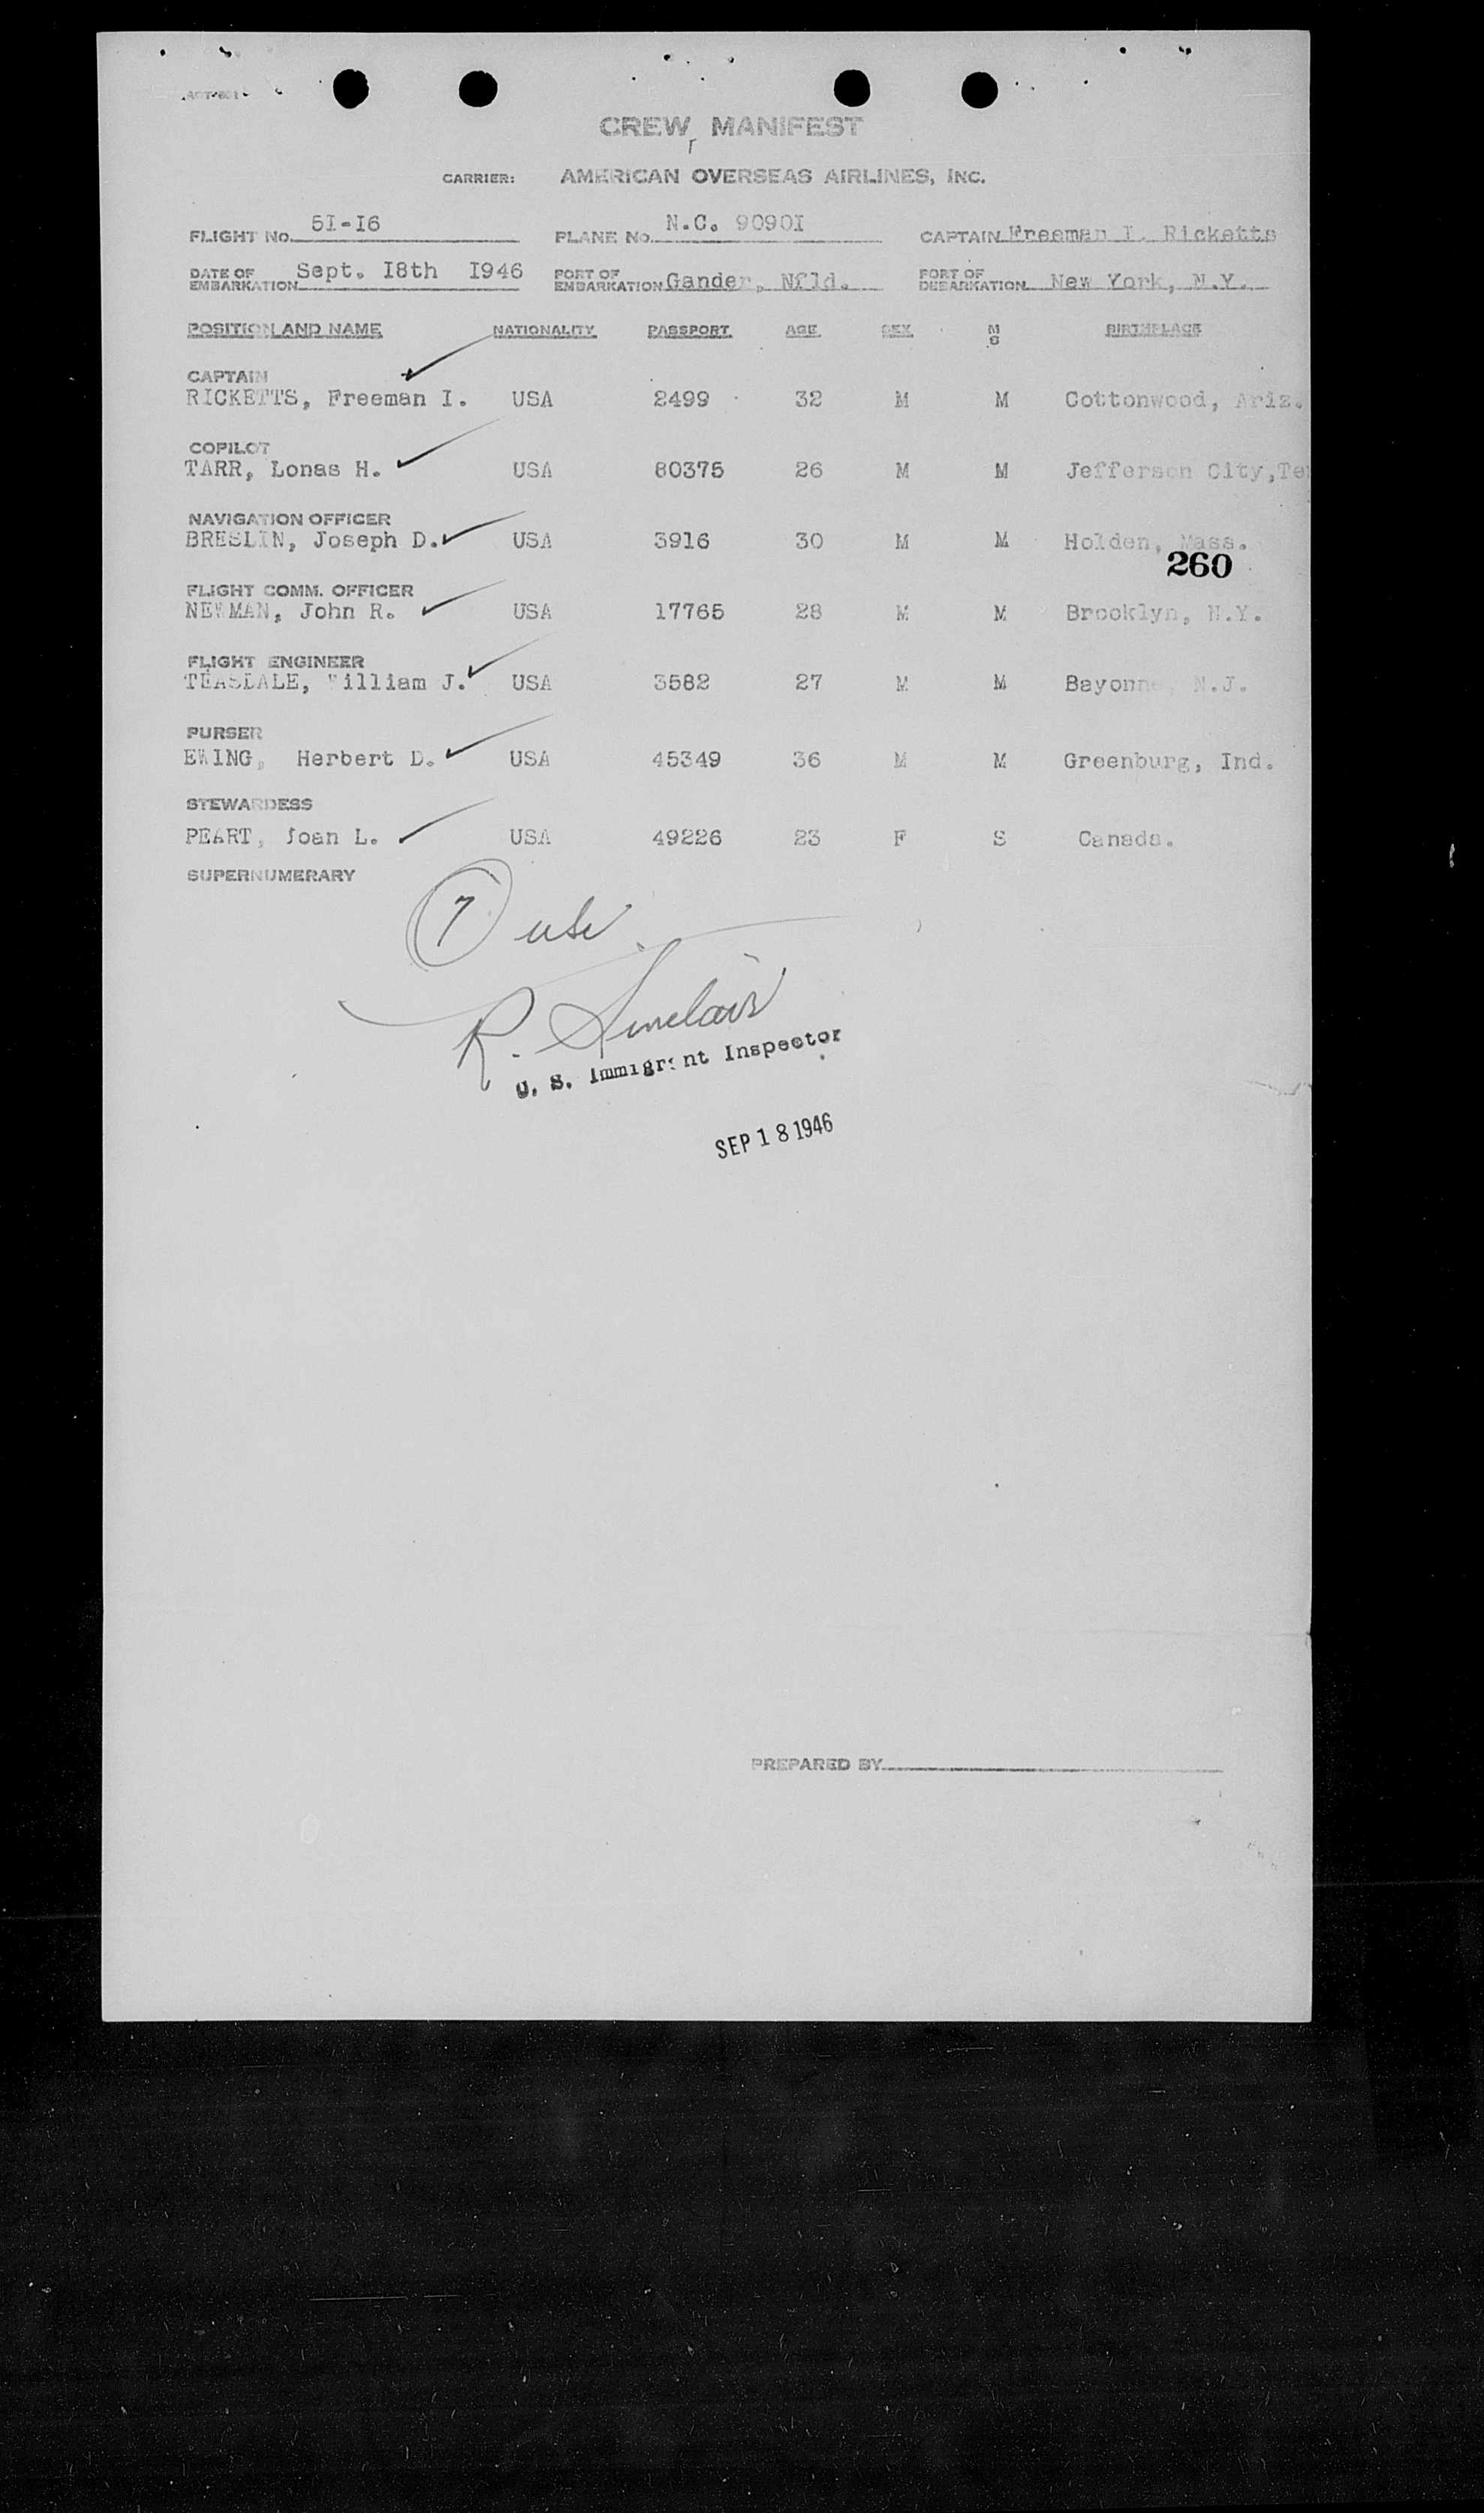 CREW MANIFEST
CARRIER: AMERICAN OVERSEAS AIRLINES, INC.
FLIGHT No. 5I-I6 PLANE No. N.C. 9090I CAPTAIN Freeman I. Ricketts
DATE OF EMBARKATION Sept. I8th I946 PORT OF EMBARKATION Gander, Nfld. PORT OF DEBARKATION New York, N.Y.
POSITION AND NAME NATIONALITY PASSPORT AGE SEX M S BIRTHPLACE
CAPTAIN
RICKETTS, Freeman I. USA 2499 32 M M Cottonwood, Ariz.
COPILOT
TARR, Lonas H. USA 80375 26 M M Jefferson City, Te
NAVIGATION OFFICER
BRESLIN, Joseph D. USA 3916 30 M M Holden, Mass.
260
FLIGHT COMM. OFFICER
NEWMAN, John R. USA 17765 28 M M Brooklyn, N.Y.
FLIGHT ENGINEER
TEASDALE, William J. USA 3582 27 M M Bayonne, N.J.
PURSER
EWING, Herbert D. USA 45349 36 M M Greenburg, Ind.
STEWARDESS
PEART, Joan L. USA 49226 23 F S Canada.
SUPERNUMERARY
7
R. Sinclair
U. S. Immigrant Inspector
SEP 18 1946
PREPARED BY